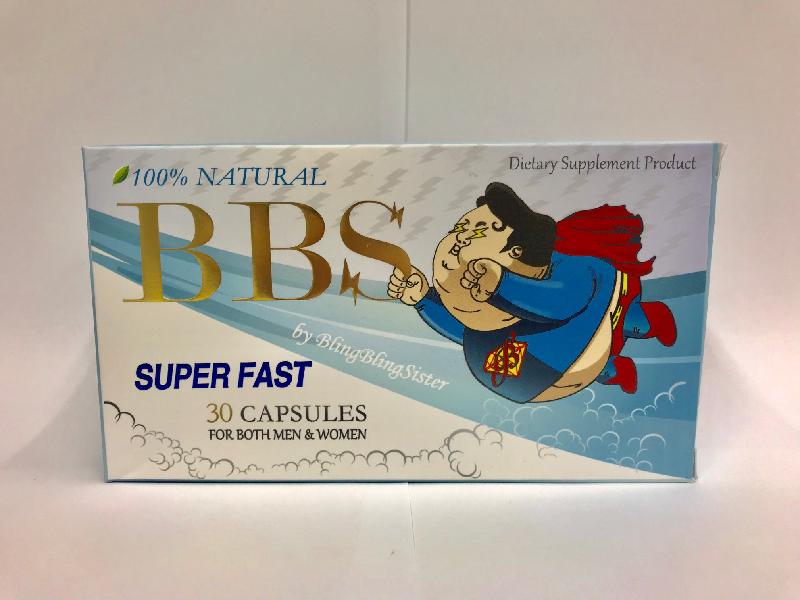 100% NATURAL
Dietary Supplement Product
BBS
by BlingBlingSister
SUPER FAST
30 CAPSULES
FOR BOTH MEN & WOMEN